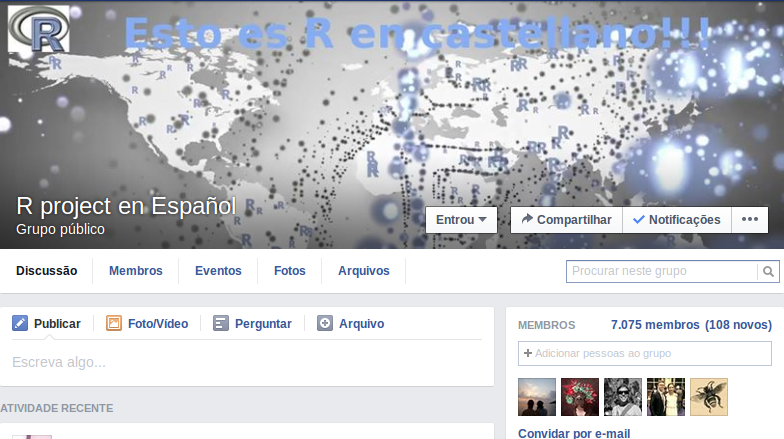 R
Esto es R en castellano!!!
R project en Español
Grupo público
Entrou
Compartilhar
Notificações
Discussão
Membros
Eventos
Fotos
Arquivos
Procurar neste grupo
Publicar
Foto/Vídeo
Perguntar
Arquivo
Escreva algo...
ATIVIDADE RECENTE
MEMBROS
7.075 membros (108 novos)
Adicionar pessoas ao grupo
Convidar por e-mail